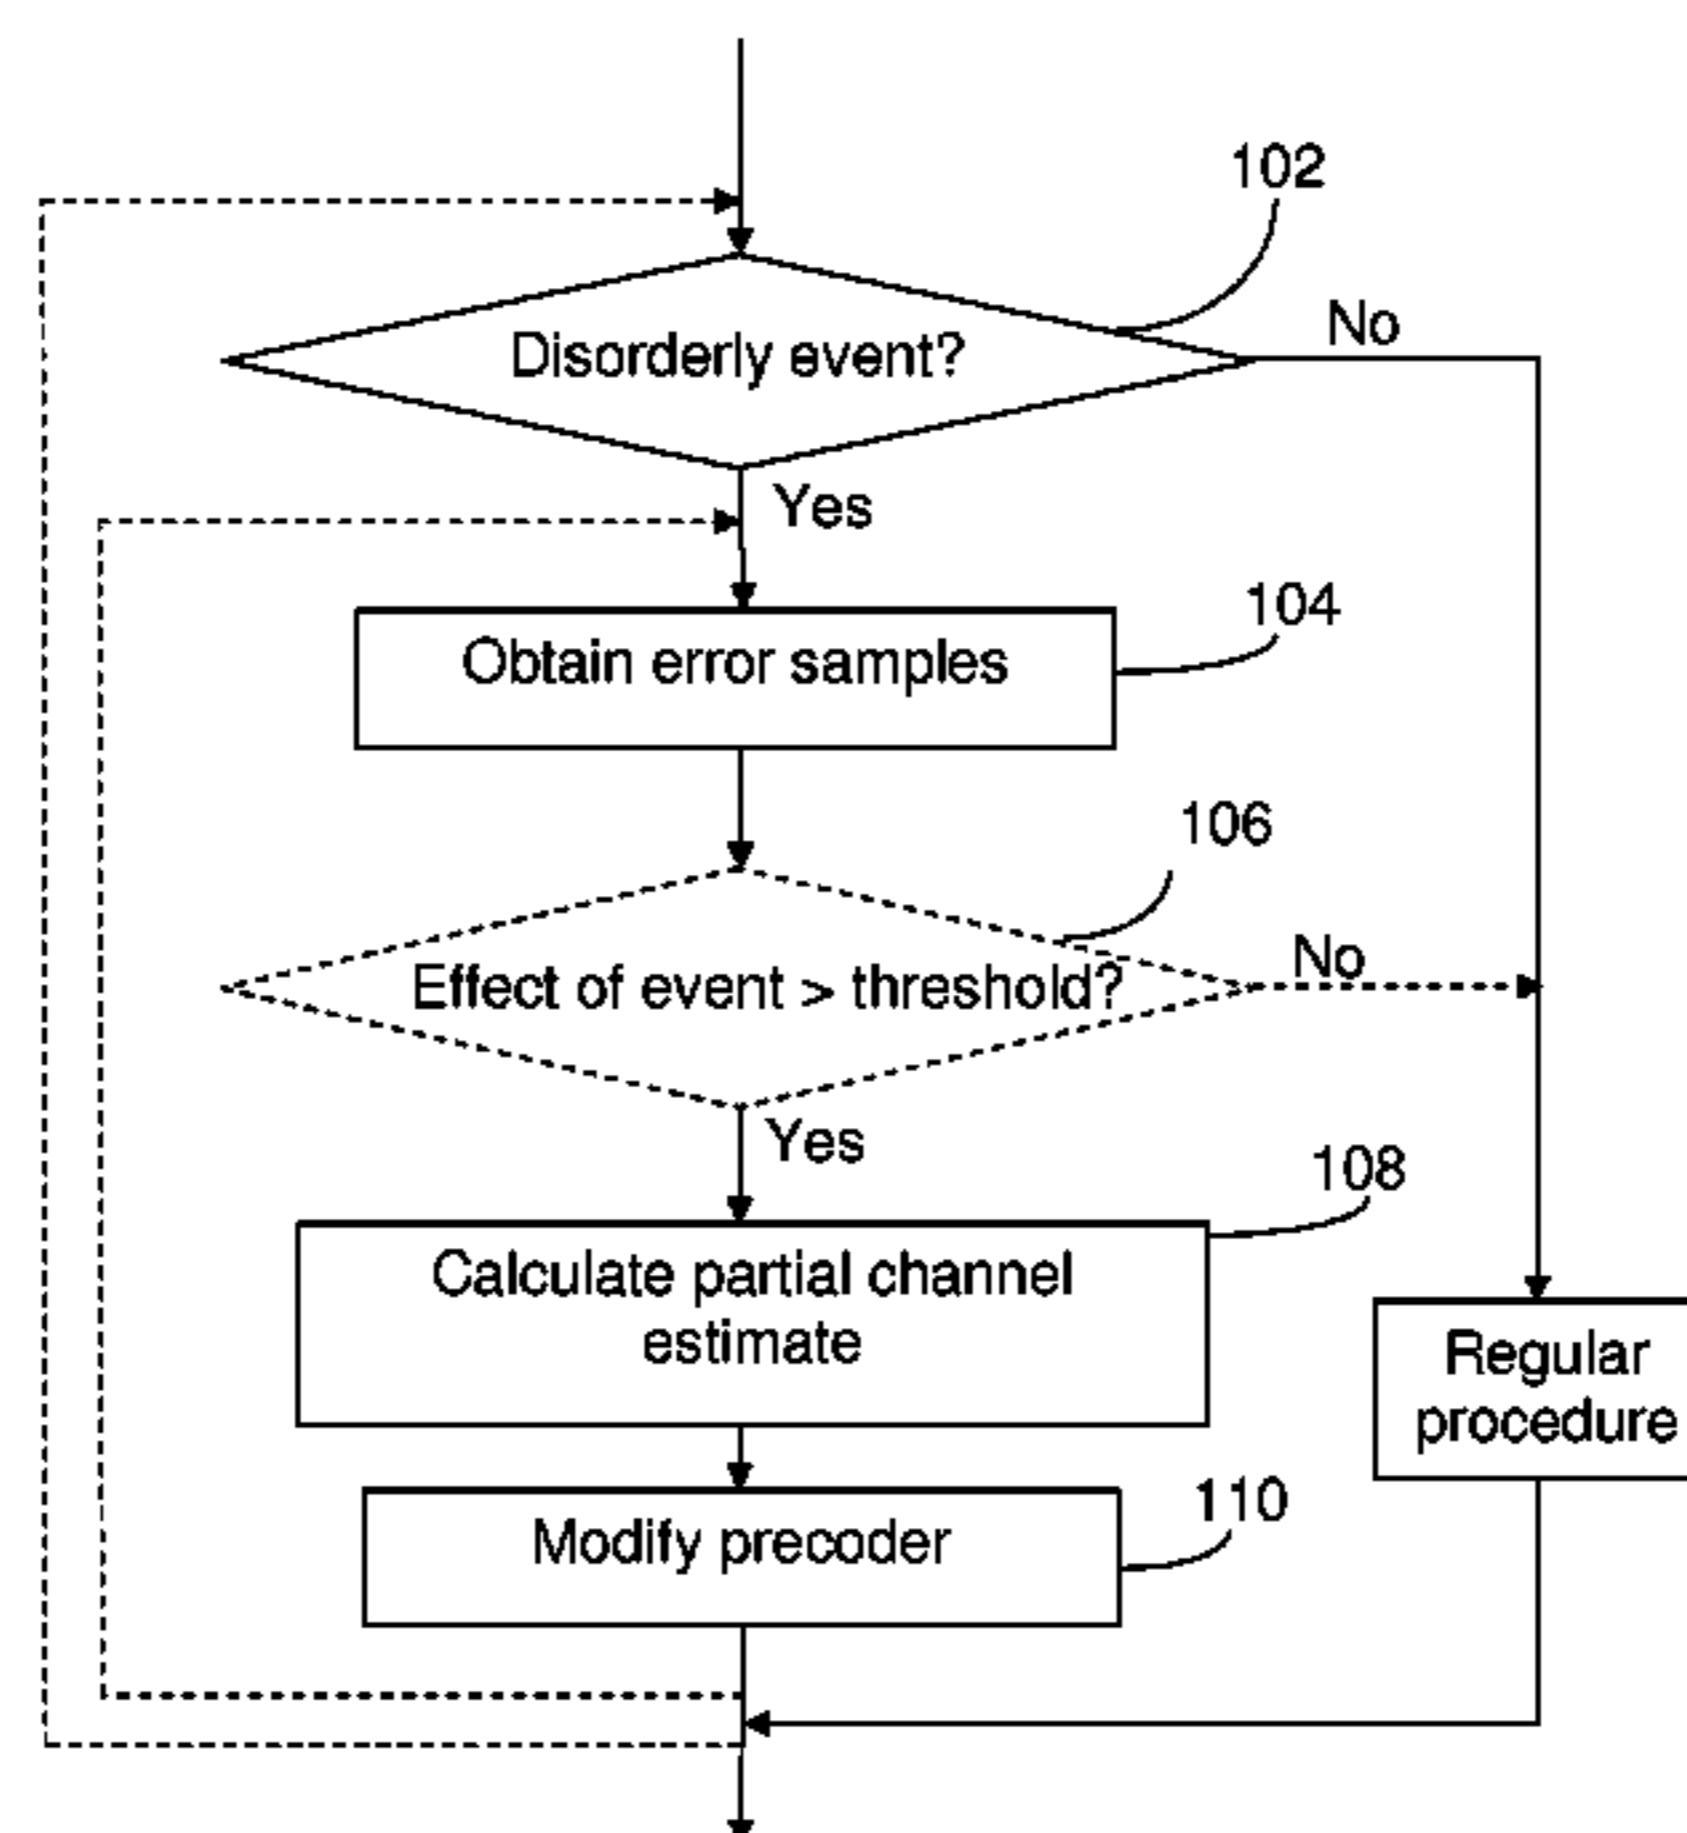 102
Disorderly event?
No
Yes
Obtain error samples
104
106
Effect of event > threshold?
No
Yes
108
Calculate partial channel
estimate
Regular
procedure
110
Modify precoder